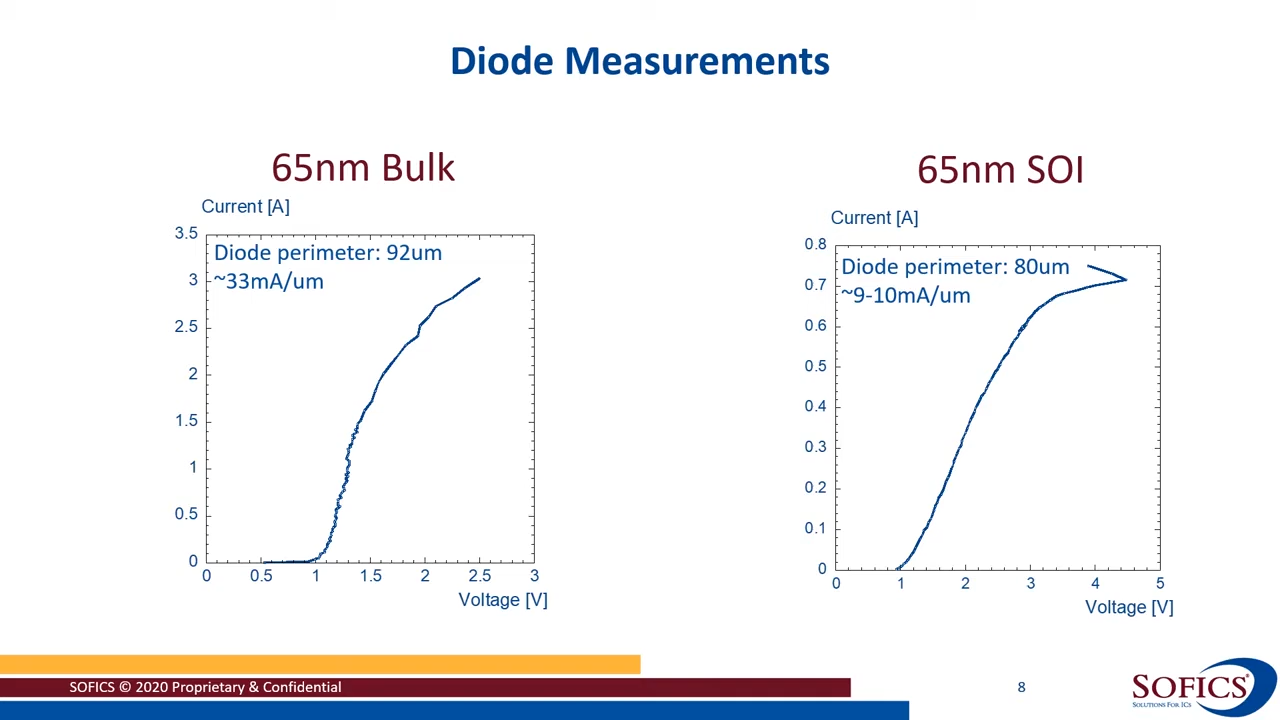 Diode Measurements
65nm Bulk
Current [A]
3.5
3
2.5
2
1.5
1
0.5
0
Diode perimeter: 92um
~33mA/um
0 0.5 1 1.5 2 2.5 3
Voltage [V]
65nm SOI
Current [A]
0.8
0.7
0.6
0.5
0.4
0.3
0.2
0.1
0
Diode perimeter: 80um
~9-10mA/um
0 1 2 3 4 5
Voltage [V]
SOFICS © 2020 Proprietary & Confidential
8
SOFICS®
SOLUTIONS FOR ICS